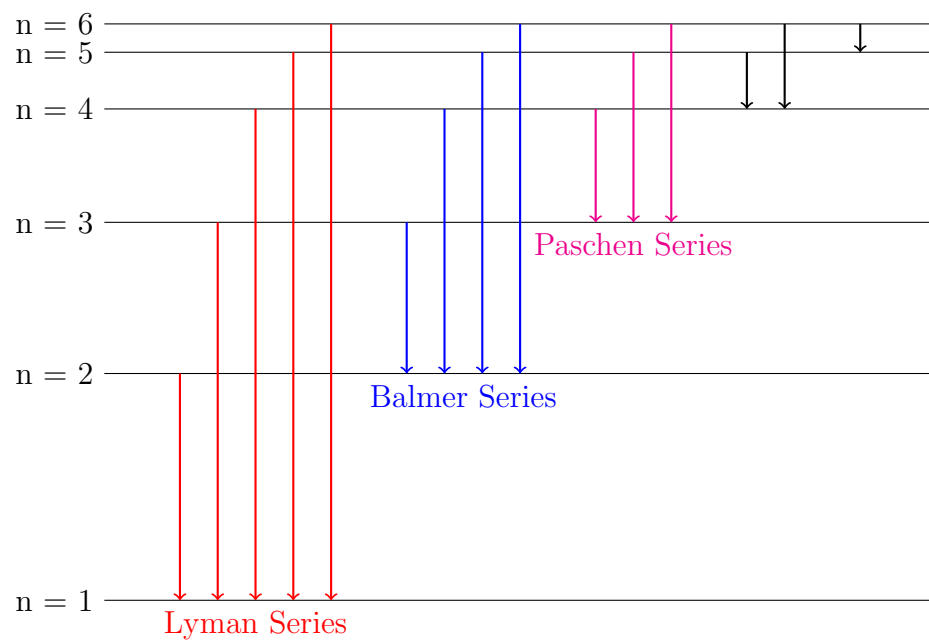 n = 6
n = 5
n = 4
n = 3
Paschen Series
n = 2
Balmer Series
n = 1
Lyman Series